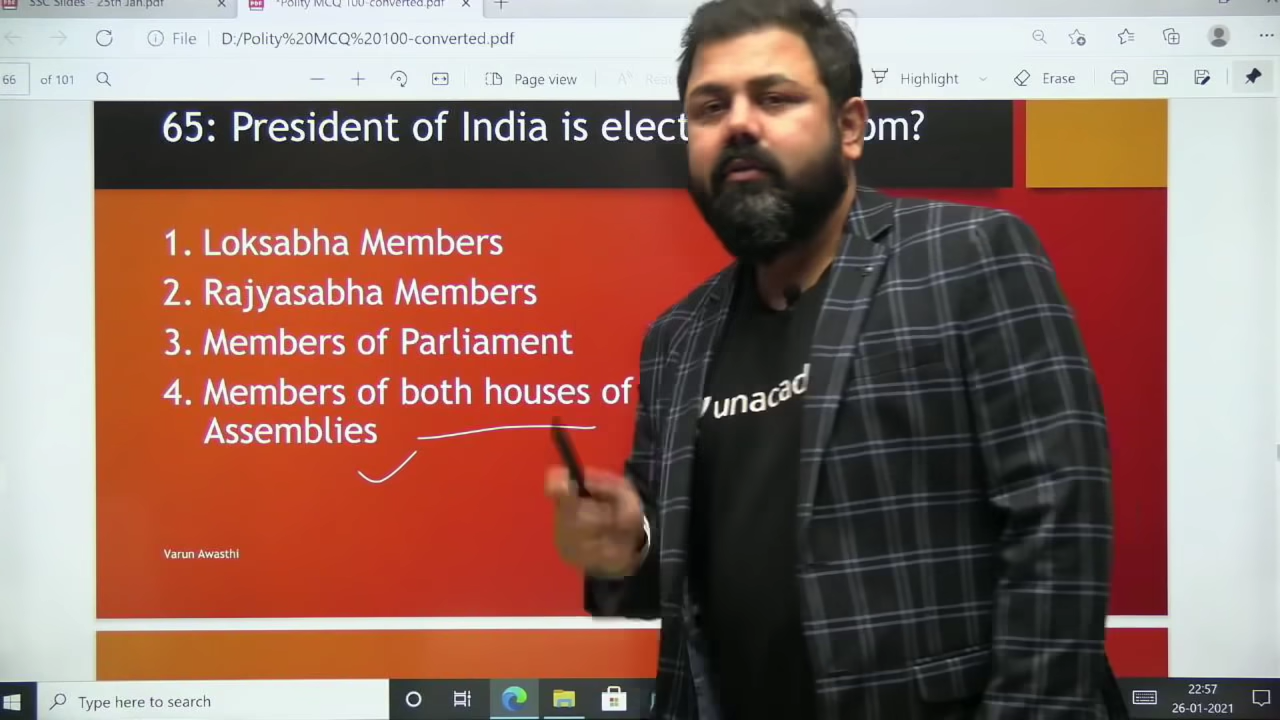 SSC Slides - 25th Jan.pdf
*Polity MCQ 100-converted.pdf
File D:/Polity%20MCQ%20100-converted.pdf
66 of 101 Page view Highlight Erase
65: President of India is elect om?
1. Loksabha Members
2. Rajyasabha Members
3. Members of Parliament
4. Members of both houses of
Assemblies
unacad
Varun Awasthi
Type here to search
22:57
26-01-2021